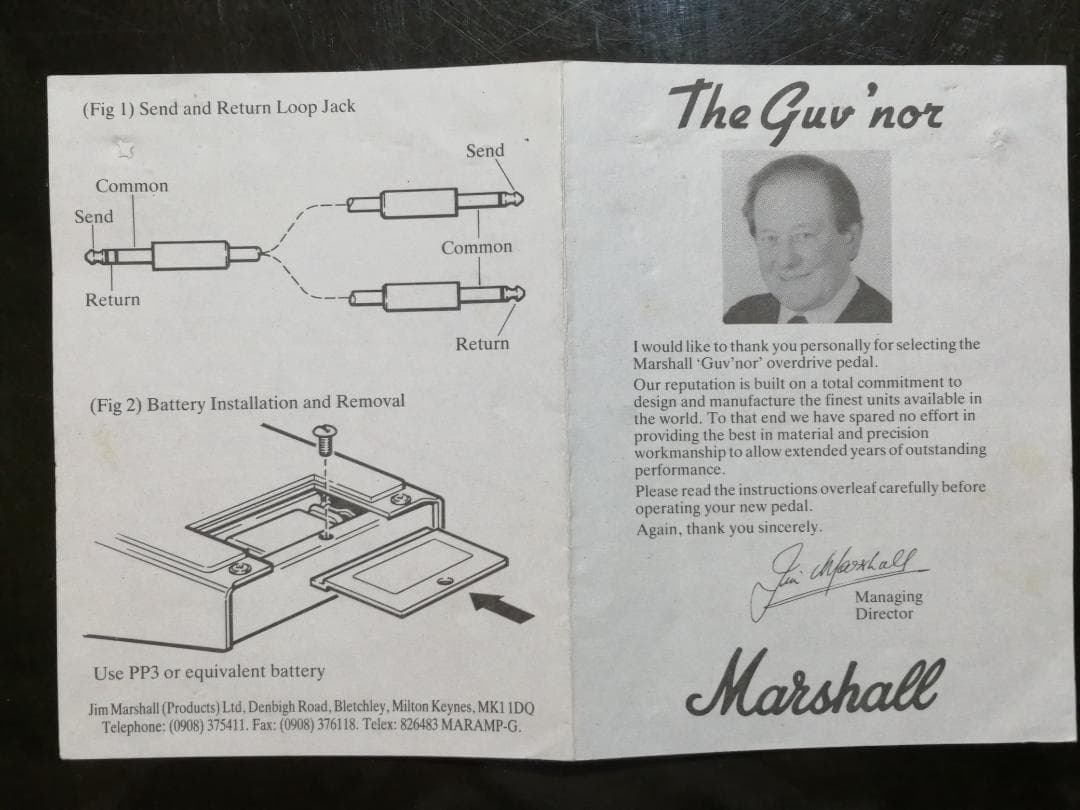 (Fig 1) Send and Return Loop Jack
Send
Common
Common
Send
Return
Return
(Fig 2) Battery Installation and Removal
Use PP3 or equivalent battery
Jim Marshall (Products) Ltd, Denbigh Road, Bletchley, Milton Keynes, MK1 1DQ
Telephone: (0908) 375411. Fax: (0908) 376118. Telex: 826483 MARAMP-G.
The Guv'nor
I would like to thank you personally for selecting the
Marshall ‘Guv'nor’ overdrive pedal.
Our reputation is built on a total commitment to
design and manufacture the finest units available in
the world. To that end we have spared no effort in
providing the best in material and precision
workmanship to allow extended years of outstanding
performance.
Please read the instructions overleaf carefully before
operating your new pedal.
Again, thank you sincerely.
Jim Marshall
Managing
Director
Marshall